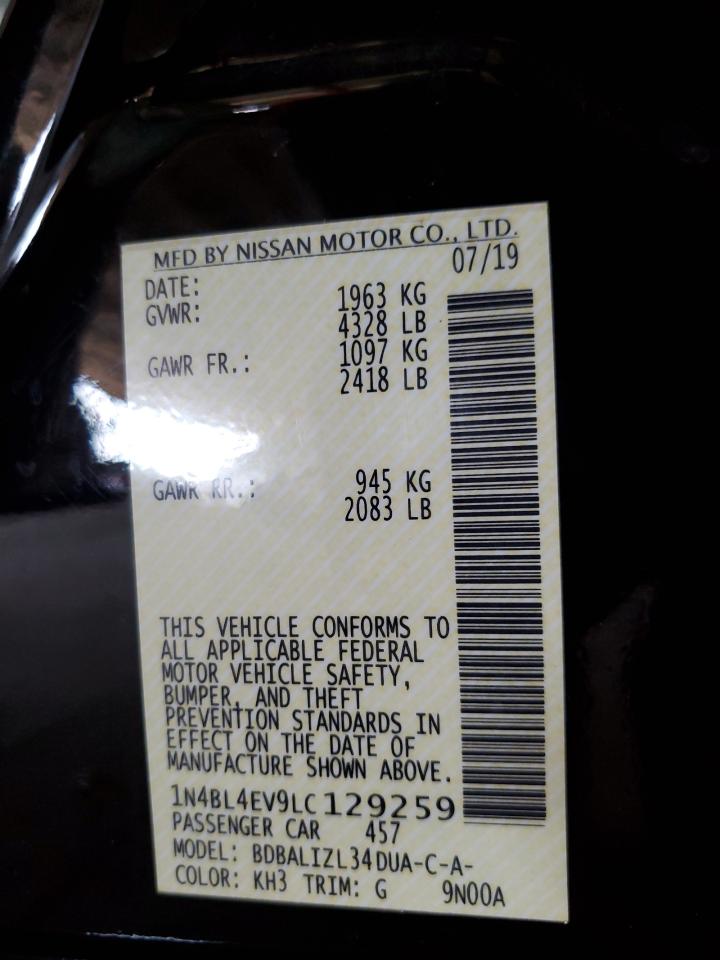 MFD BY NISSAN MOTOR CO., LTD.
DATE: 07/19
GVWR: 1963 KG
4328 LB
GAWR FR.: 1097 KG
2418 LB
GAWR RR.: 945 KG
2083 LB
THIS VEHICLE CONFORMS TO
ALL APPLICABLE FEDERAL
MOTOR VEHICLE SAFETY,
BUMPER, AND THEFT
PREVENTION STANDARDS IN
EFFECT ON THE DATE OF
MANUFACTURE SHOWN ABOVE.
1N4BL4EV9LC129259
PASSENGER CAR 457
MODEL: BDBALIZL34DUA-C-A-
COLOR: KH3 TRIM: G 9N00A